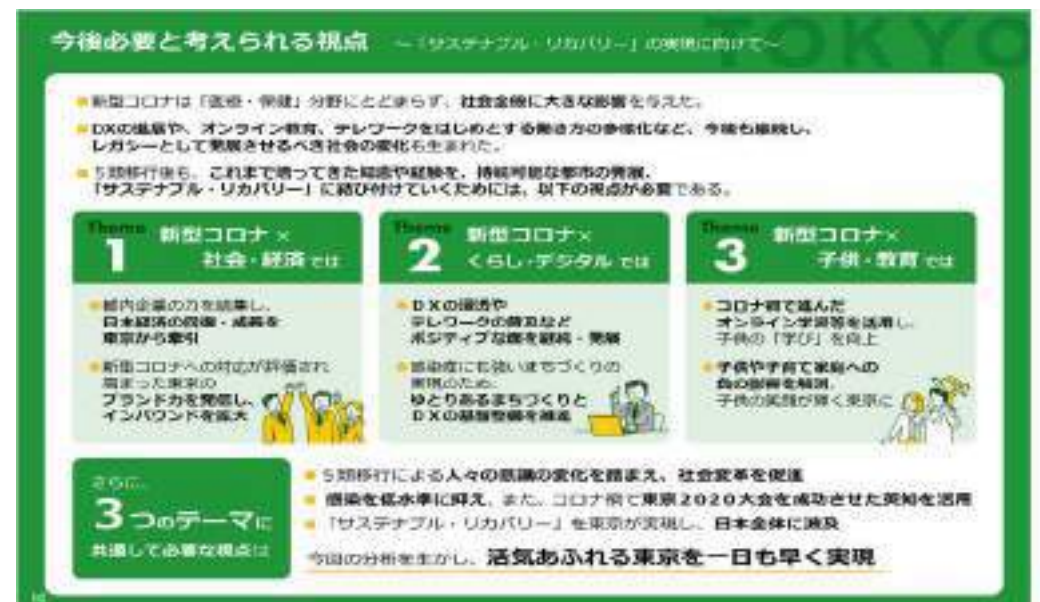 TOKYO
今後必要と考えられる視点 ～「サステナブル・リカバリー」の実現に向けて～
新型コロナは「医療・保健」分野にとどまらず、社会全般に大きな影響を与えた。
DXの進展や、オンライン教育、テレワークをはじめとする働き方の多様化など、今後も継続し、
レガシーとして発展させるべき社会の変化も生まれた。
5類移行後も、これまで培ってきた知恵や経験を、持続可能な都市の発展、
「サステナブル・リカバリー」に結び付けていくためには、以下の視点が必要である。
Theme
1 新型コロナ×
社会・経済 では
都内企業の力を結集し、
日本経済の回復・成長を
東京から牽引
新型コロナへの対応が評価され
高まった東京の
ブランド力を発信し、
インバウンドを拡大
Theme
2 新型コロナ×
くらし・デジタル では
DXの浸透や
テレワークの普及など
ポジティブな面を継続・発展
感染症にも強いまちづくりの
実現のため、
ゆとりあるまちづくりと
DXの基盤整備を推進
Theme
3 新型コロナ×
子供・教育 では
コロナ禍で進んだ
オンライン学習等を活用し、
子供の「学び」を向上
子供や子育て家庭への
負の影響を解消、
子供の笑顔が輝く東京に
さらに、
3つのテーマに
共通して必要な視点は
5類移行による人々の意識の変化を踏まえ、社会変革を促進
感染を低水準に抑え、また、コロナ禍で東京2020大会を成功させた英知を活用
「サステナブル・リカバリー」を東京が実現し、日本全体に波及
今回の分析を生かし、活気あふれる東京を一日も早く実現